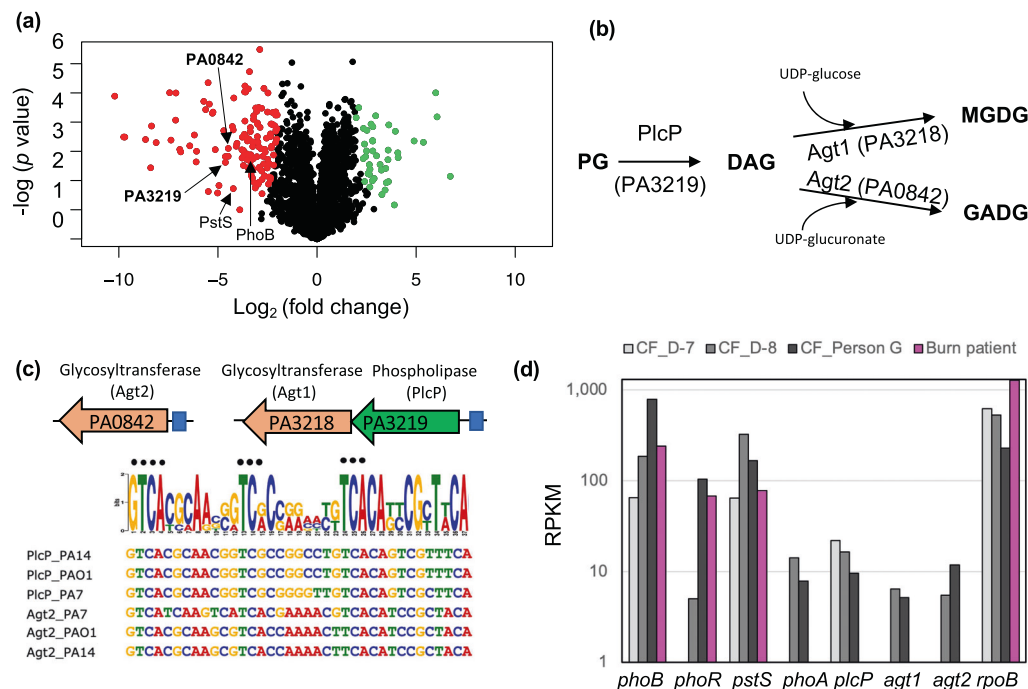 (a)
6
5
4
3
2
1
0
-log (p value)
PA0842
PA3219
PstS
PhoB
−10
−5
0
5
10
Log2 (fold change)
(b)
UDP-glucose
MGDG
PlcP
Agt1 (PA3218)
PG
DAG
(PA3219)
Agt2 (PA0842)
GADG
UDP-glucuronate
(c)
Glycosyltransferase
(Agt2)
Glycosyltransferase
(Agt1)
Phospholipase
(PlcP)
PA0842
PA3218
PA3219
PlcP_PA14 GTCACGCAACGGTCGCCGGCCTGTCACAGTCGTTTCA
PlcP_PAO1 GTCACGCAACGGTCGCCGGCCTGTCACAGTCGTTTCA
PlcP_PA7 GTCACGCAACGGTCGCGGGGTTGTCACAGTCGCTTCA
Agt2_PA7 GTCATCAAGTCATCACGAAAACGTCACATCCGCTACA
Agt2_PAO1 GTCACGCAAGCGTCACCAAAACTTCACATCCGCTACA
Agt2_PA14 GTCACGCAAGCGTCACCAAAACTTCACATCCGCTACA
(d)
CF_D-7 CF_D-8 CF_Person G Burn patient
1,000
100
10
1
RPKM
phoB phoR pstS phoA plcP agt1 agt2 rpoB